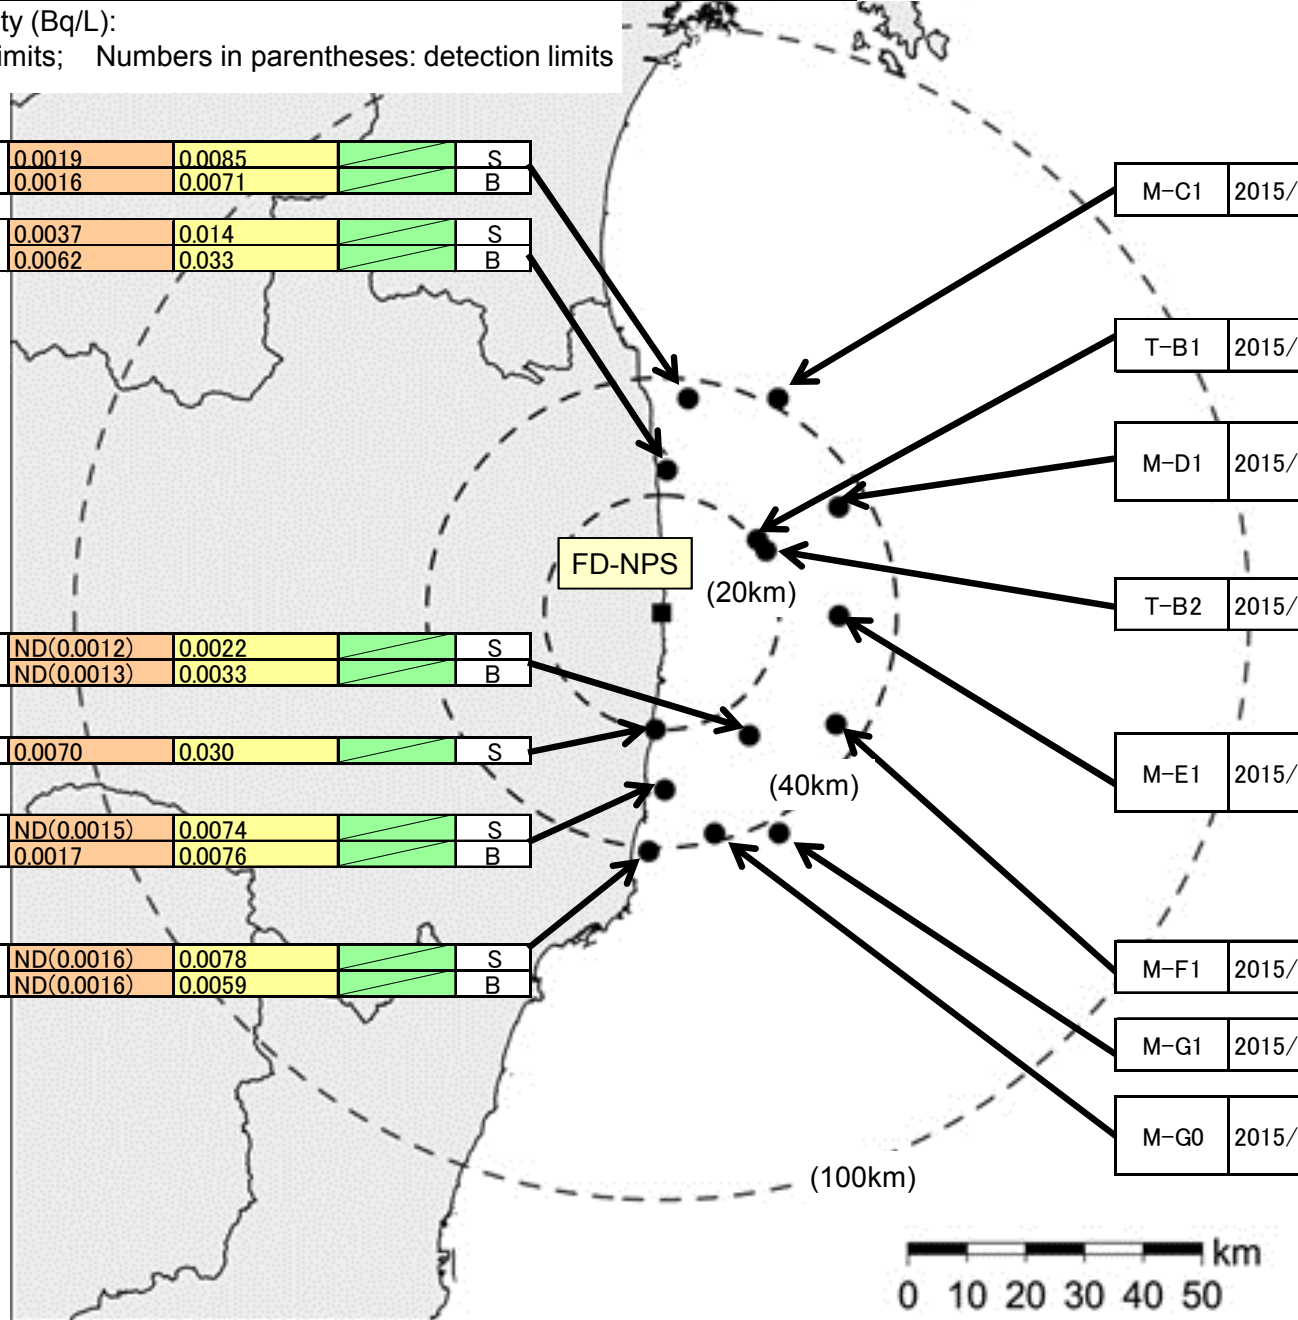 ty (Bq/L):
imits; Numbers in parentheses: detection limits
0.0019 0.0085 S
0.0016 0.0071 B
M-C1 2015/
0.0037 0.014 S
0.0062 0.033 B
T-B1 2015/
M-D1 2015/
FD-NPS
(20km)
T-B2 2015/
ND(0.0012) 0.0022 S
ND(0.0013) 0.0033 B
0.0070 0.030 S
(40km)
M-E1 2015/
ND(0.0015) 0.0074 S
0.0017 0.0076 B
ND(0.0016) 0.0078 S
ND(0.0016) 0.0059 B
M-F1 2015/
M-G1 2015/
M-G0 2015/
(100km)
km
0 10 20 30 40 50